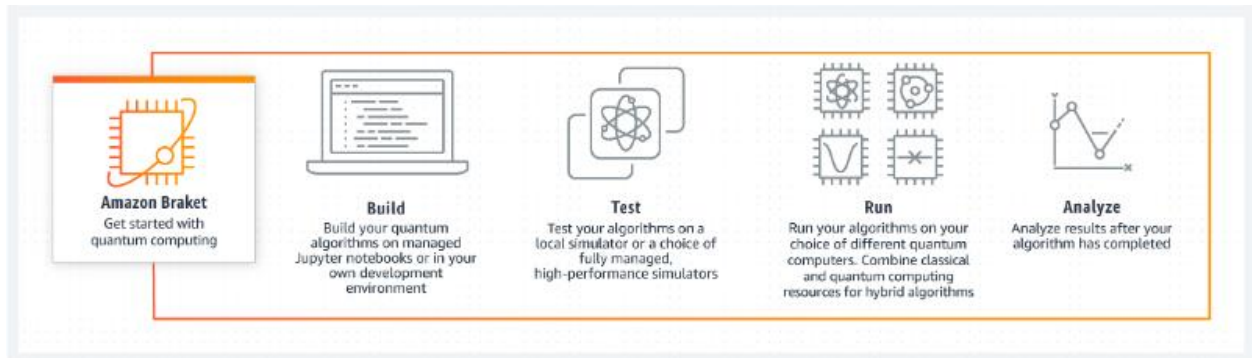 Amazon Braket
Get started with
quantum computing
Build
Build your quantum
algorithms on managed
Jupyter notebooks or in your
own development
environment
Test
Test your algorithms on a
local simulator or a choice of
fully managed,
high-performance simulators
Run
Run your algorithms on your
choice of different quantum
computers. Combine classical
and quantum computing
resources for hybrid algorithms
Analyze
Analyze results after your
algorithm has completed